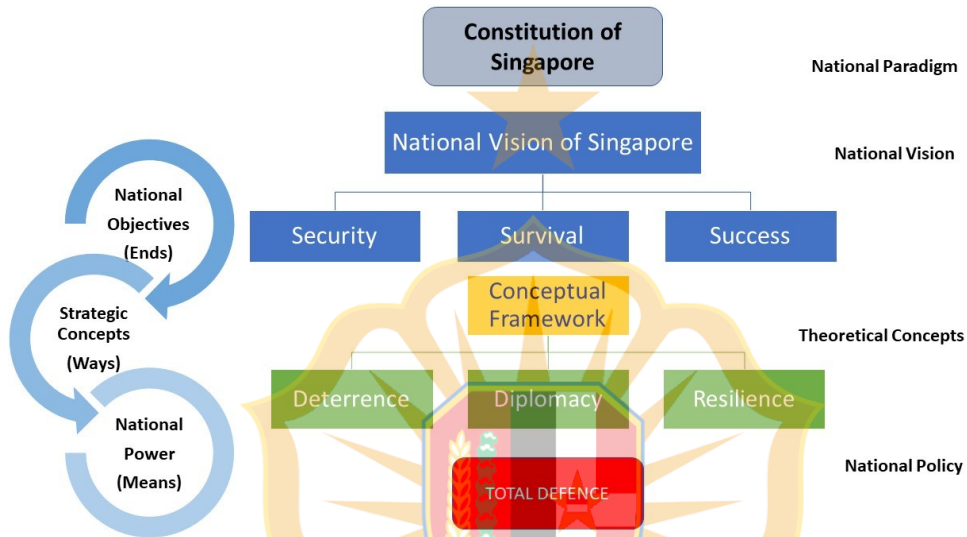 Constitution of
Singapore
National Paradigm
National Vision of Singapore
National Vision
National
Objectives
(Ends)
Security
Survival
Success
Conceptual
Framework
Strategic
Concepts
(Ways)
Theoretical Concepts
Deterrence
Diplomacy
Resilience
National
Power
(Means)
National Policy
TOTAL DEFENCE